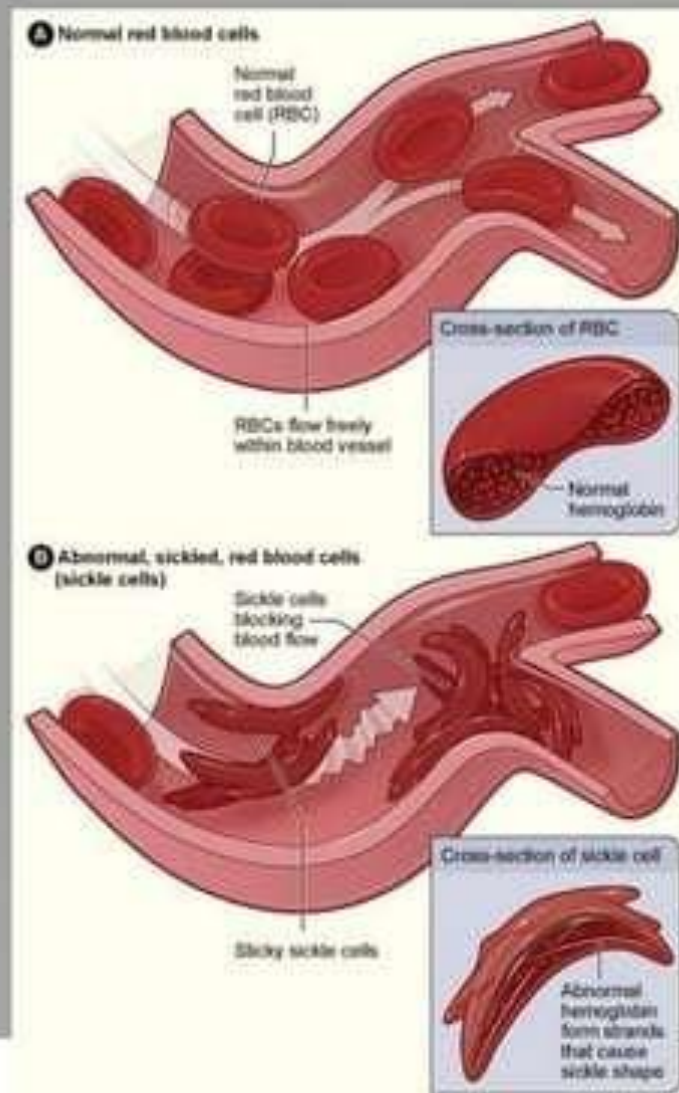 A Normal red blood cells
Normal
red blood
cell (RBC)
RBCs flow freely
within blood vessel
Cross-section of RBC
Normal
hemoglobin
B Abnormal, sickled, red blood cells
(sickle cells)
Sickle cells
blocking
blood flow
Sticky sickle cells
Cross-section of sickle cell
Abnormal
hemoglobin
form strands
that cause
sickle shape